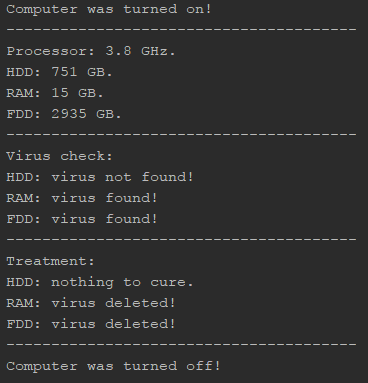 Computer was turned on!
---------------------------------------
Processor: 3.8 GHz.
HDD: 751 GB.
RAM: 15 GB.
FDD: 2935 GB.
---------------------------------------
Virus check:
HDD: virus not found!
RAM: virus found!
FDD: virus found!
---------------------------------------
Treatment:
HDD: nothing to cure.
RAM: virus deleted!
FDD: virus deleted!
---------------------------------------
Computer was turned off!